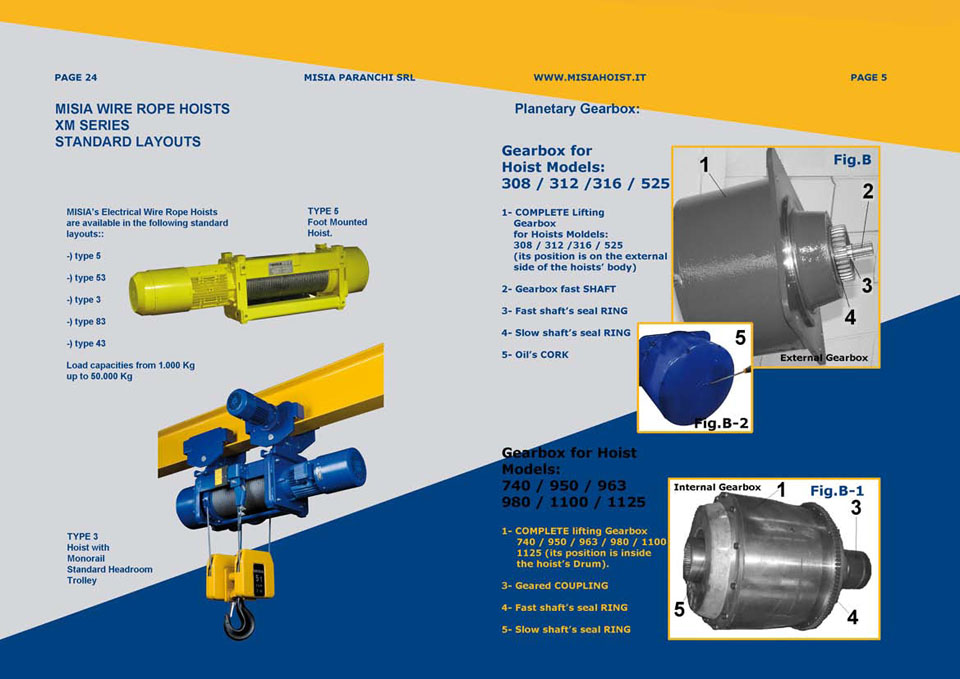 PAGE 24
MISIA PARANCHI SRL
MISIA WIRE ROPE HOISTS
XM SERIES
STANDARD LAYOUTS
MISIA's Electrical Wire Rope Hoists
are available in the following standard
layouts::
-) type 5
-) type 53
-) type 3
-) type 83
-) type 43
Load capacities from 1.000 Kg
up to 50.000 Kg
TYPE 5
Foot Mounted
Hoist.
TYPE 3
Hoist with
Monorail
Standard Headroom
Trolley
5 t
WWW.MISIAHOIST.IT
PAGE 5
Planetary Gearbox:
Gearbox for
Hoist Models:
308 / 312 /316 / 525
1- COMPLETE Lifting
Gearbox
for Hoists Moldels:
308 / 312 /316 / 525
(its position is on the external
side of the hoists' body)
2- Gearbox fast SHAFT
3- Fast shaft's seal RING
4- Slow shaft's seal RING
5- Oil's CORK
1
Fig.B
2
3
4
External Gearbox
5
Fig.B-2
Gearbox for Hoist
Models:
740 / 950 / 963
980 / 1100 / 1125
1- COMPLETE lifting Gearbox
740 / 950 / 963 / 980 / 1100
1125 (its position is inside
the hoist's Drum).
3- Geared COUPLING
4- Fast shaft's seal RING
5- Slow shaft's seal RING
Internal Gearbox
1
Fig.B-1
3
5
4